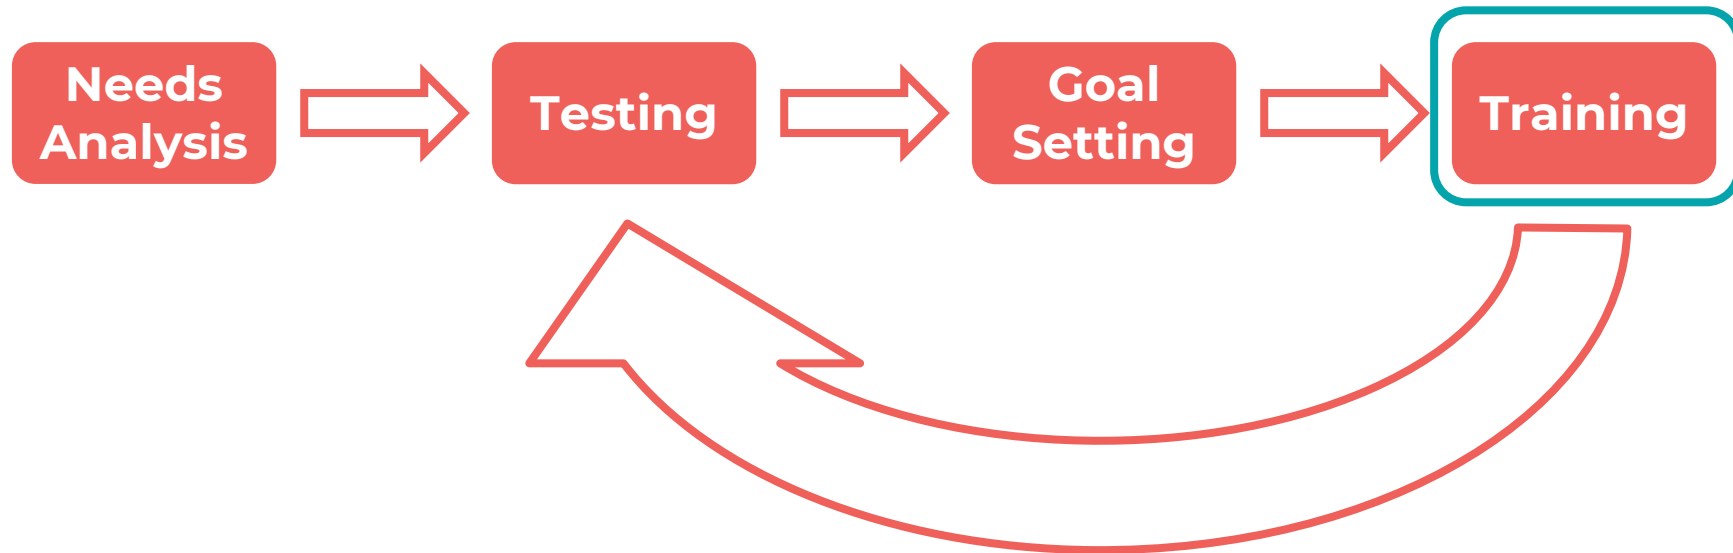 Needs
Analysis
Testing
Goal
Setting
Training